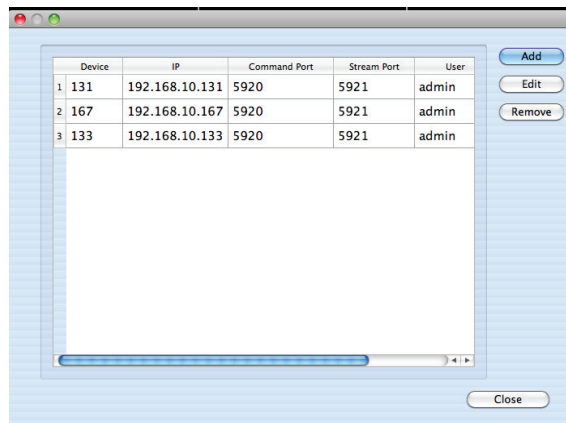 Device IP Command Port Stream Port User
1 131 192.168.10.131 5920 5921 admin
2 167 192.168.10.167 5920 5921 admin
3 133 192.168.10.133 5920 5921 admin
Add
Edit
Remove
Close